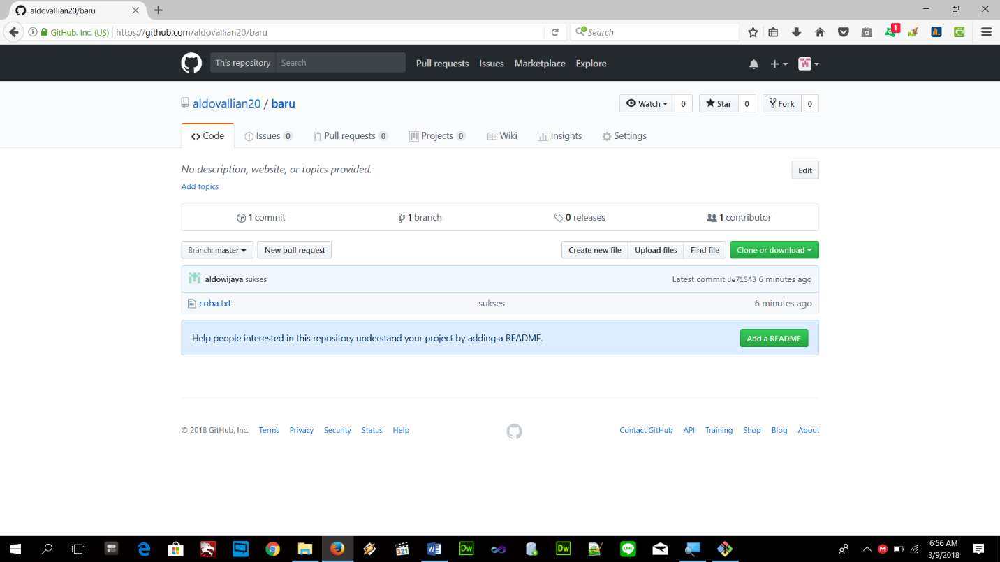 aldovallian20/baru
GitHub, Inc. (US) https://github.com/aldovallian20/baru Search 1
This repository Search Pull requests Issues Marketplace Explore
aldovallian20 / baru Watch 0 Star 0 Fork 0
Code Issues 0 Pull requests 0 Projects 0 Wiki Insights Settings
No description, website, or topics provided. Edit
Add topics
1 commit 1 branch 0 releases 1 contributor
Branch: master New pull request Create new file Upload files Find file Clone or download
aldowijaya sukses Latest commit de71543 6 minutes ago
coba.txt sukses 6 minutes ago
Help people interested in this repository understand your project by adding a README. Add a README
© 2018 GitHub, Inc. Terms Privacy Security Status Help Contact GitHub API Training Shop Blog About
6:56 AM
3/9/2018